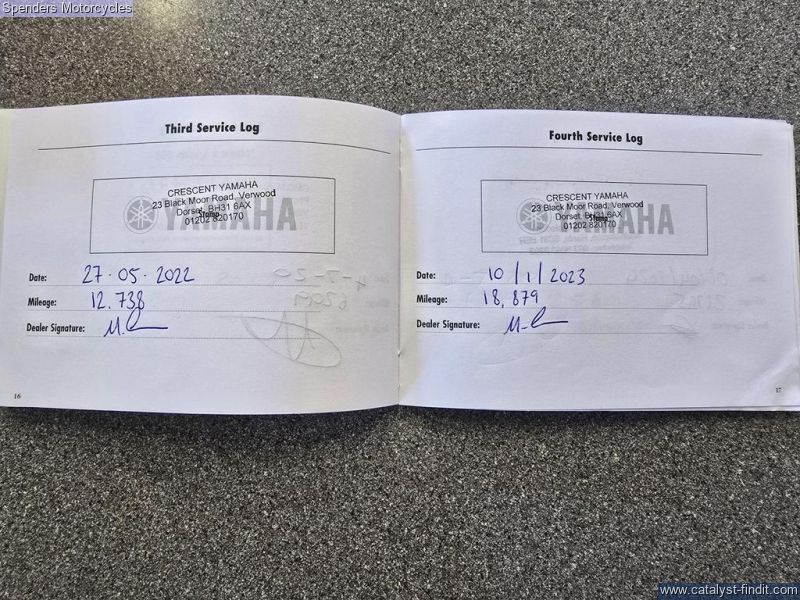 Spenders Motorcycles
Third Service Log
CRESCENT YAMAHA
23 Black Moor Road, Verwood
Dorset, BH31 6AX
Stamp
01202 820170
YAMAHA
Date: 27.05.2022
Mileage: 12,738
Dealer Signature:
16
Fourth Service Log
CRESCENT YAMAHA
23 Black Moor Road, Verwood
Dorset, BH31 6AX
Stamp
01202 820170
YAMAHA
Date: 10/1/2023
Mileage: 18,879
Dealer Signature:
17
www.catalyst-findit.com